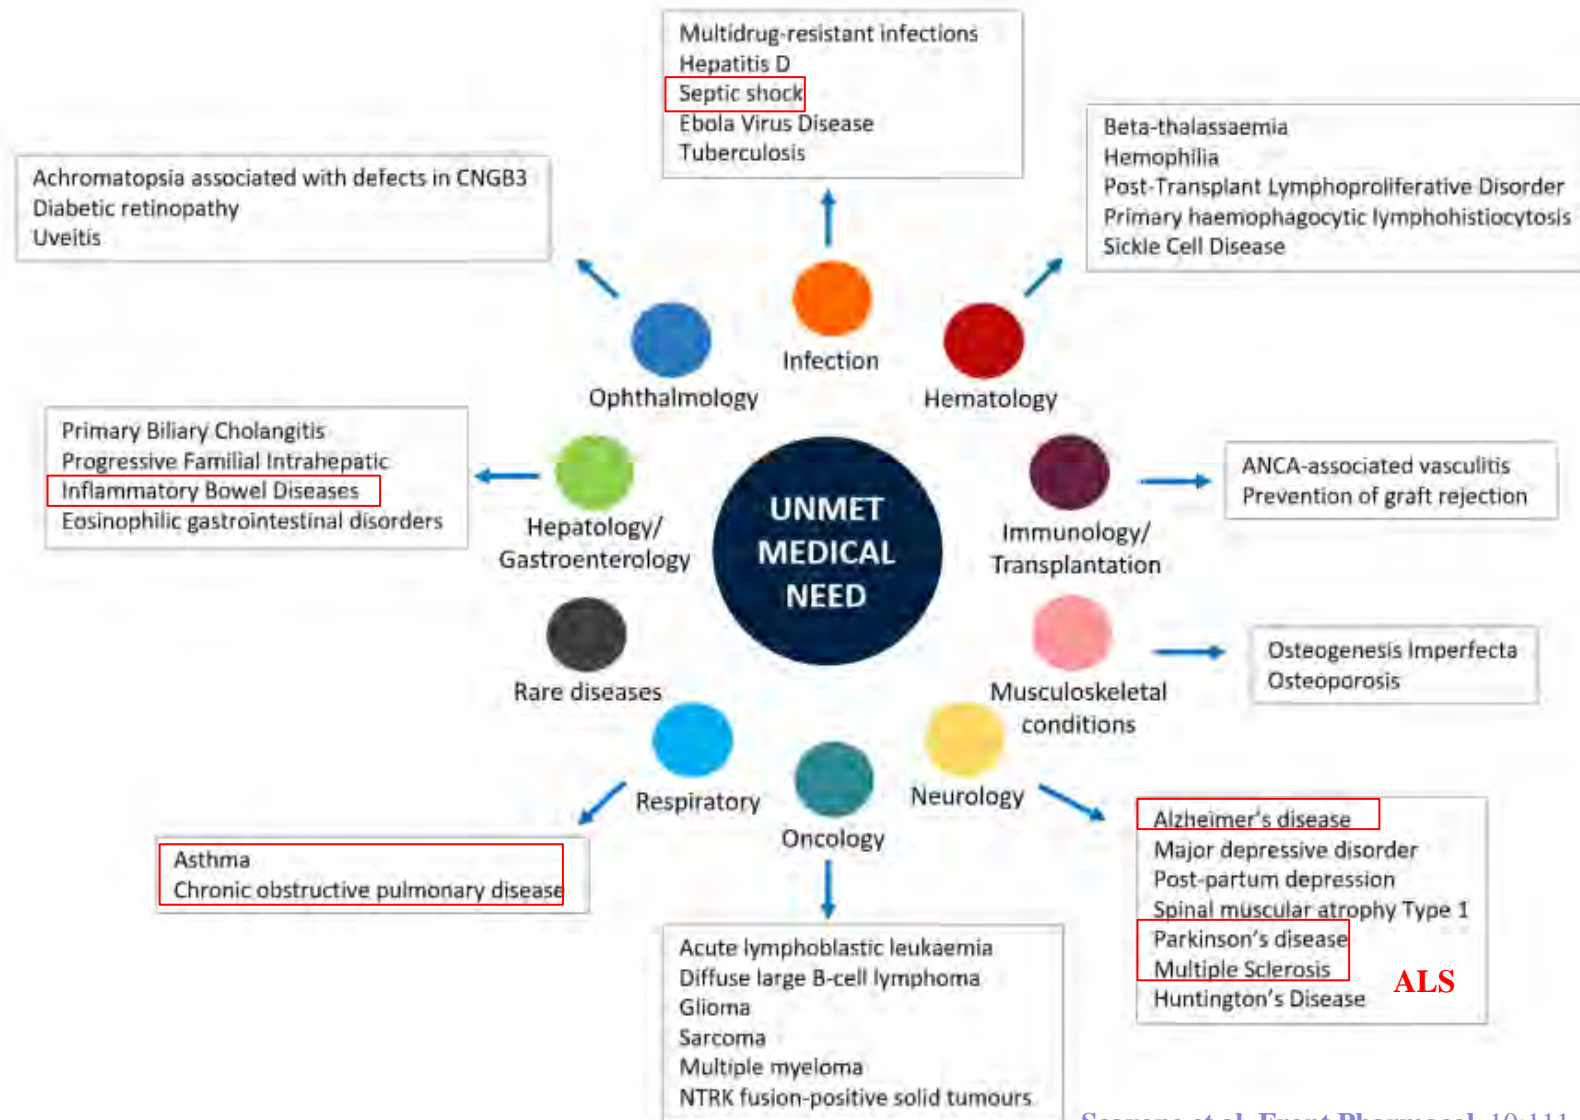 Multidrug-resistant infections
Hepatitis D
Septic shock
Ebola Virus Disease
Tuberculosis
Beta-thalassaemia
Hemophilia
Post-Transplant Lymphoproliferative Disorder
Primary haemophagocytic lymphohistiocytosis
Sickle Cell Disease
Achromatopsia associated with defects in CNGB3
Diabetic retinopathy
Uveitis
Infection
Ophthalmology
Hematology
Primary Biliary Cholangitis
Progressive Familial Intrahepatic
Inflammatory Bowel Diseases
Eosinophilic gastrointestinal disorders
Hepatology/
Gastroenterology
UNMET
MEDICAL
NEED
Immunology/
Transplantation
ANCA-associated vasculitis
Prevention of graft rejection
Rare diseases
Musculoskeletal
conditions
Osteogenesis Imperfecta
Osteoporosis
Respiratory
Oncology
Neurology
Asthma
Chronic obstructive pulmonary disease
Alzheimer's disease
Major depressive disorder
Post-partum depression
Spinal muscular atrophy Type 1
Parkinson's disease
Multiple Sclerosis
Huntington's Disease
ALS
Acute lymphoblastic leukaemia
Diffuse large B-cell lymphoma
Glioma
Sarcoma
Multiple myeloma
NTRK fusion-positive solid tumours
et al. Front Pharmacol.